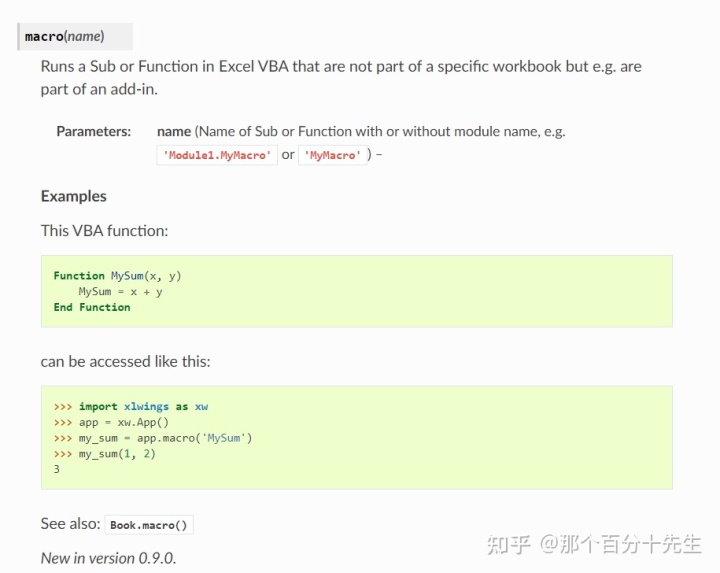 macro(name)
Runs a Sub or Function in Excel VBA that are not part of a specific workbook but e.g. are
part of an add-in.
Parameters: name (Name of Sub or Function with or without module name, e.g.
'Module1.MyMacro' or 'MyMacro' ) –
Examples
This VBA function:
Function MySum(x, y)
    MySum = x + y
End Function
can be accessed like this:
>>> import xlwings as xw
>>> app = xw.App()
>>> my_sum = app.macro('MySum')
>>> my_sum(1, 2)
3
See also: Book.macro()
New in version 0.9.0.
知乎 @那个百分十先生